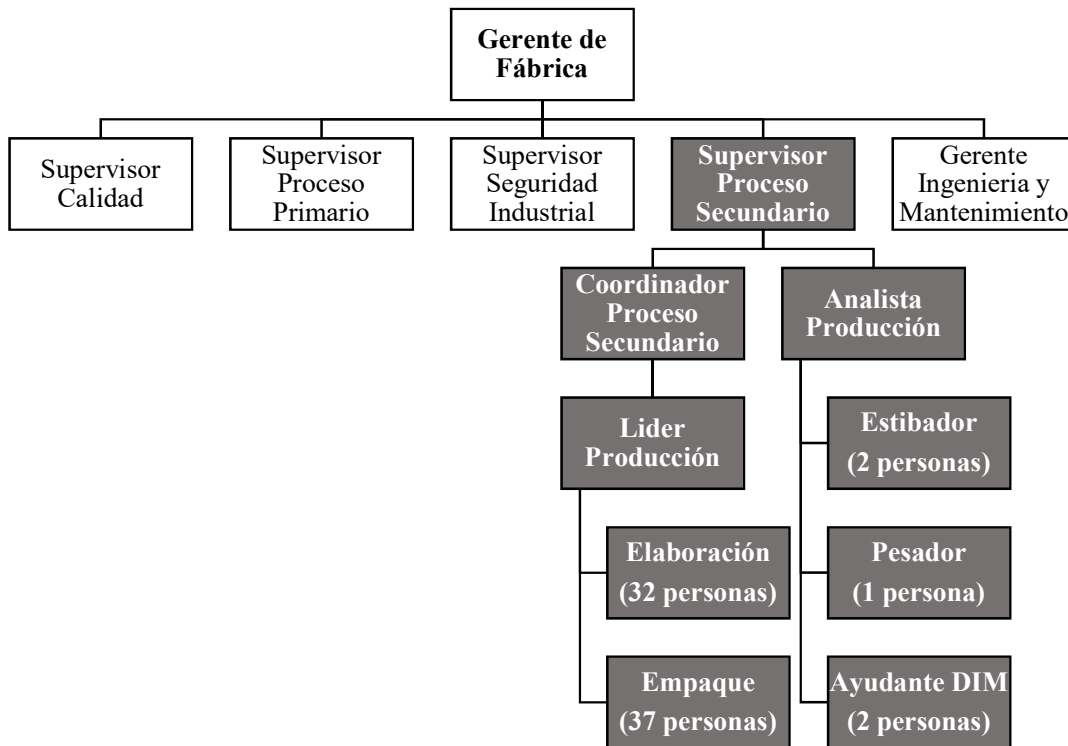 Gerente de
Fábrica
Supervisor
Calidad
Supervisor
Proceso
Primario
Supervisor
Seguridad
Industrial
Supervisor
Proceso
Secundario
Gerente
Ingenieria y
Mantenimiento
Coordinador
Proceso
Secundario
Analista
Producción
Lider
Producción
Estibador
(2 personas)
Elaboración
(32 personas)
Pesador
(1 persona)
Empaque
(37 personas)
Ayudante DIM
(2 personas)